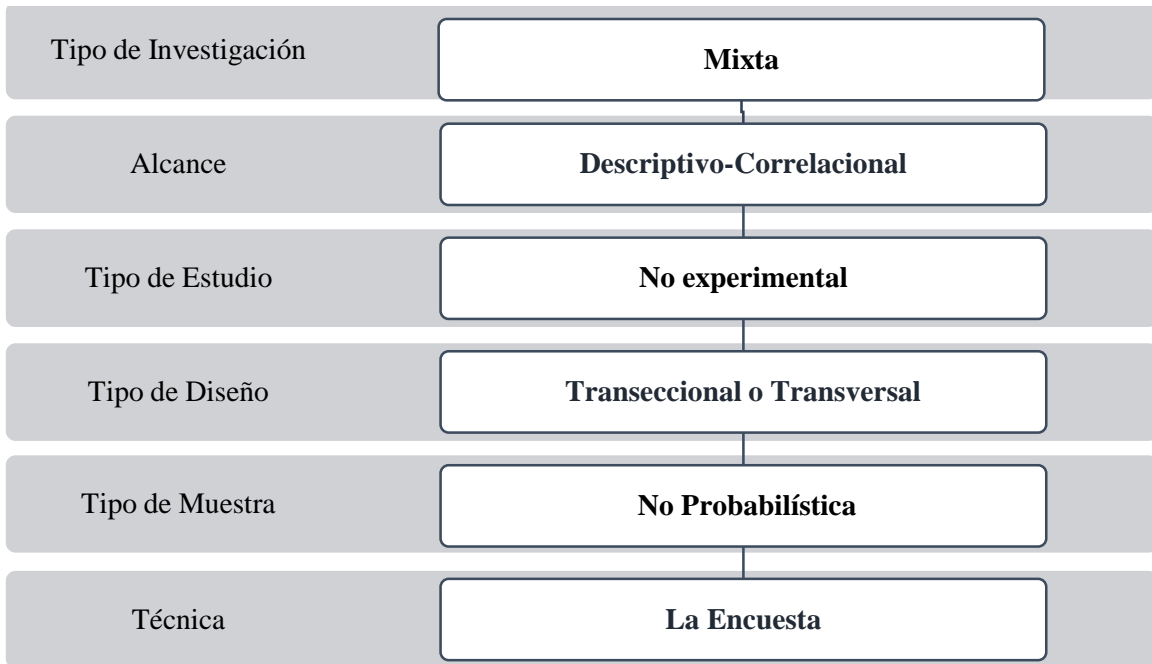 Tipo de Investigación
Mixta
Alcance
Descriptivo-Correlacional
Tipo de Estudio
No experimental
Tipo de Diseño
Transeccional o Transversal
Tipo de Muestra
No Probabilística
Técnica
La Encuesta